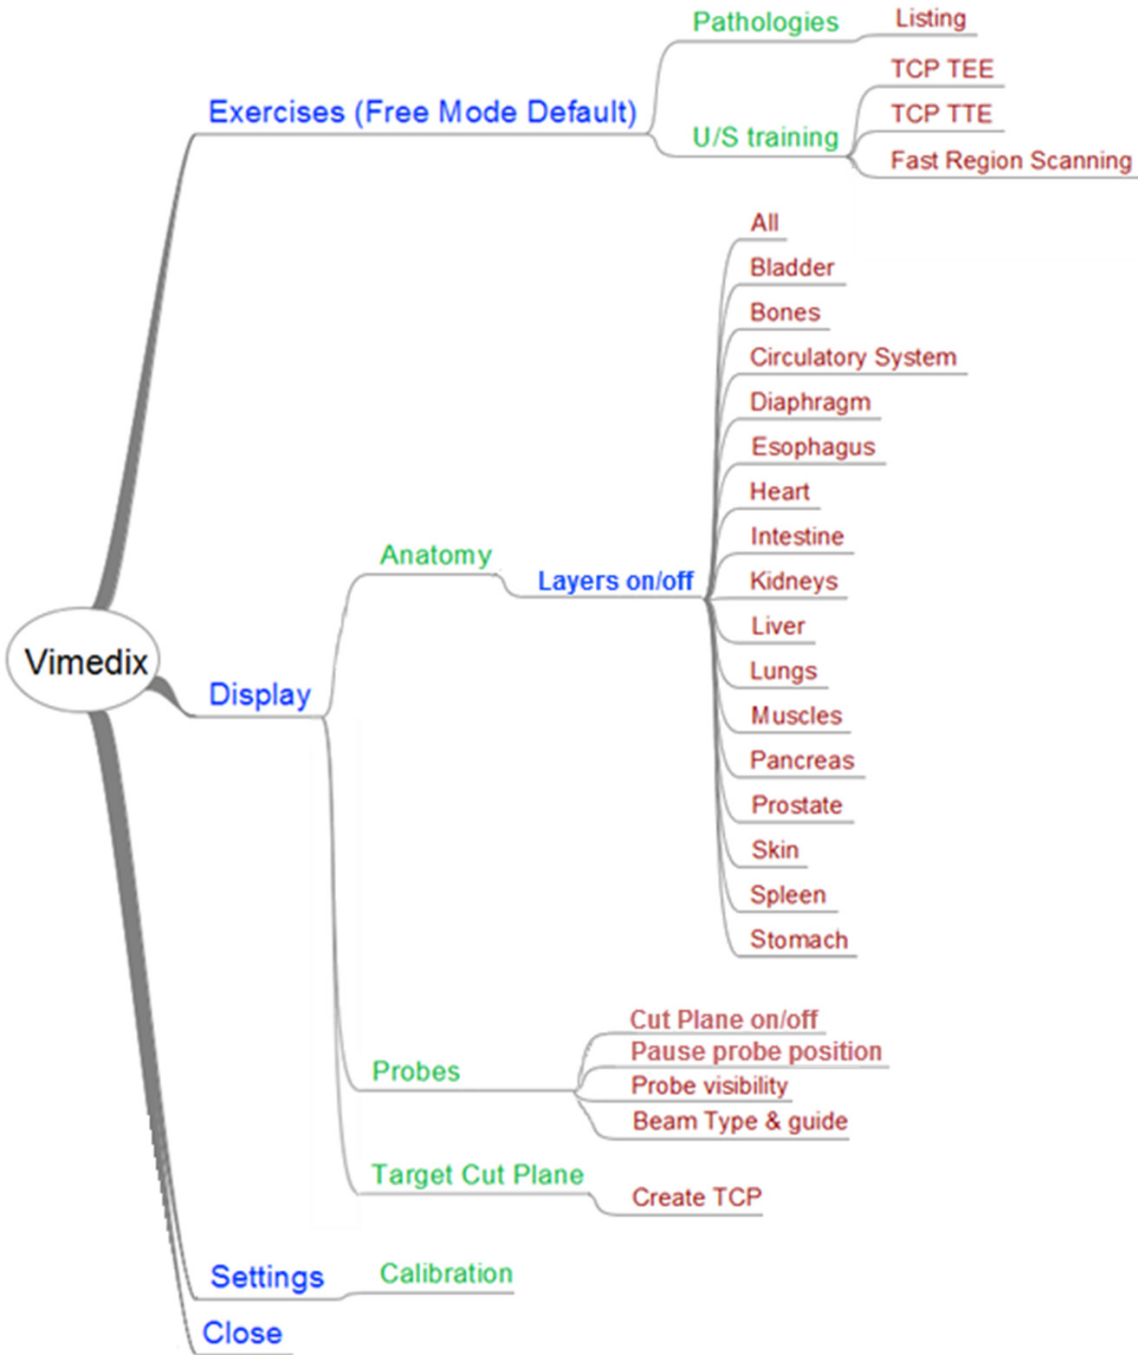 Pathologies
Listing
Exercises (Free Mode Default)
U/S training
TCP TEE
TCP TTE
Fast Region Scanning
Vimedix
Display
Anatomy
Layers on/off
All
Bladder
Bones
Circulatory System
Diaphragm
Esophagus
Heart
Intestine
Kidneys
Liver
Lungs
Muscles
Pancreas
Prostate
Skin
Spleen
Stomach
Probes
Cut Plane on/off
Pause probe position
Probe visibility
Beam Type & guide
Target Cut Plane
Create TCP
Settings
Calibration
Close